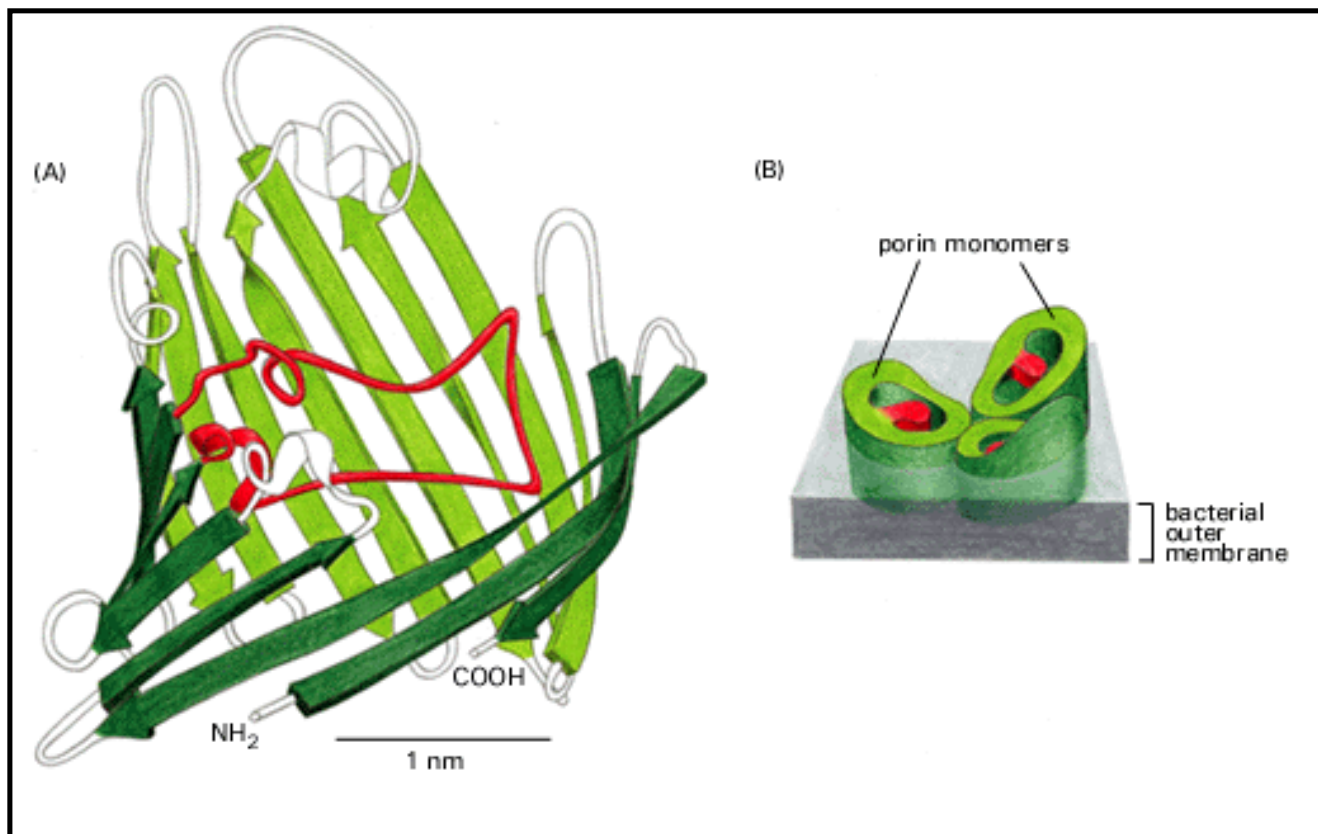 (A)
COOH
NH2
1 nm
(B)
porin monomers
bacterial
outer
membrane